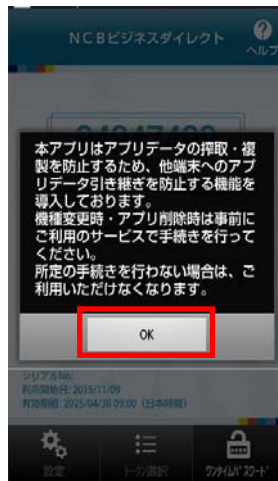 NCBビジネスダイレクト
ヘルプ
本アプリはアプリデータの搾取・複
製を防止するため、他端末へのアプ
リデータ引き継ぎを防止する機能を
導入しております。
機種変更時・アプリ削除時は事前に
ご利用のサービスで手続きを行って
ください。
所定の手続きを行わない場合は、ご
利用いただけなくなります。
OK
シリアルNo:
利用開始日: 2015/11/09
有効期限: 2025/04/30 09:00 (日本時間)
設定
トークン選択
ワンタイムパスワード